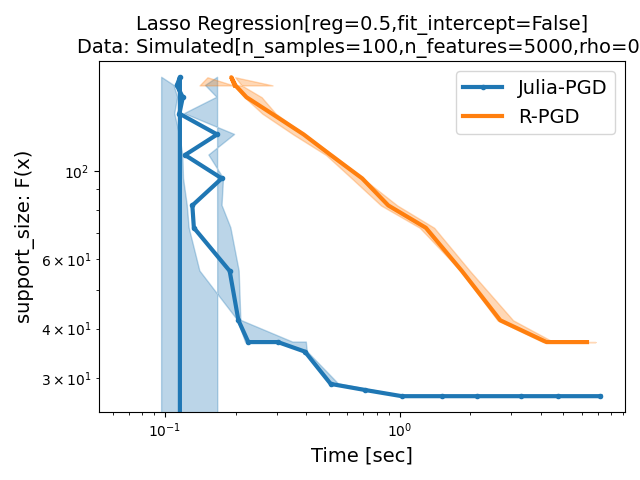 Lasso Regression[reg=0.5,fit_intercept=False]
Data: Simulated[n_samples=100,n_features=5000,rho=0
Julia-PGD
R-PGD
10²
6 × 10¹
4 × 10¹
3 × 10¹
support_size: F(x)
10⁻¹
10⁰
Time [sec]